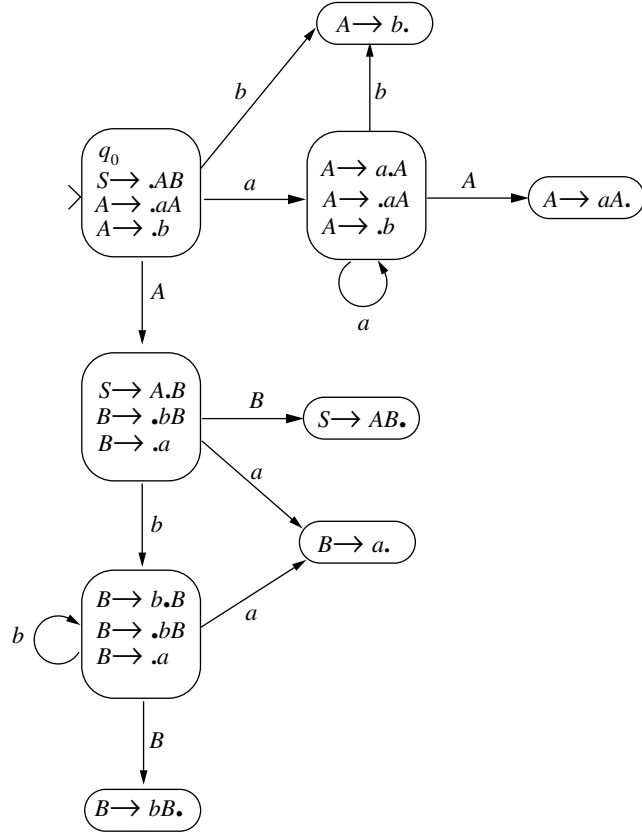 A → b.
b
b
q0
S → .AB
A → .aA
A → .b
a
A → a.A
A → .aA
A → .b
A
A → aA.
a
A
S → A.B
B → .bB
B → .a
B
S → AB.
a
b
B → a.
B → b.B
B → .bB
B → .a
a
b
B
B → bB.